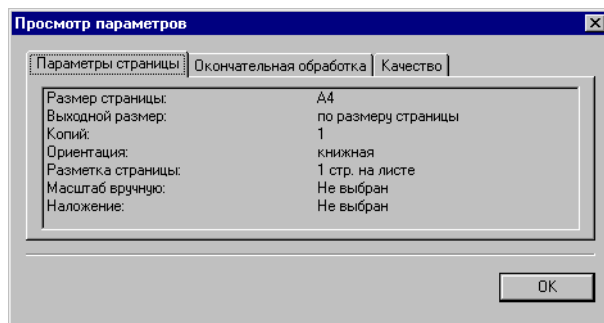 Просмотр параметров
Параметры страницы Окончательная обработка Качество
Размер страницы: A4
Выходной размер: по размеру страницы
Копий: 1
Ориентация: книжная
Разметка страницы: 1 стр. на листе
Масштаб вручную: Не выбран
Наложение: Не выбран
OK